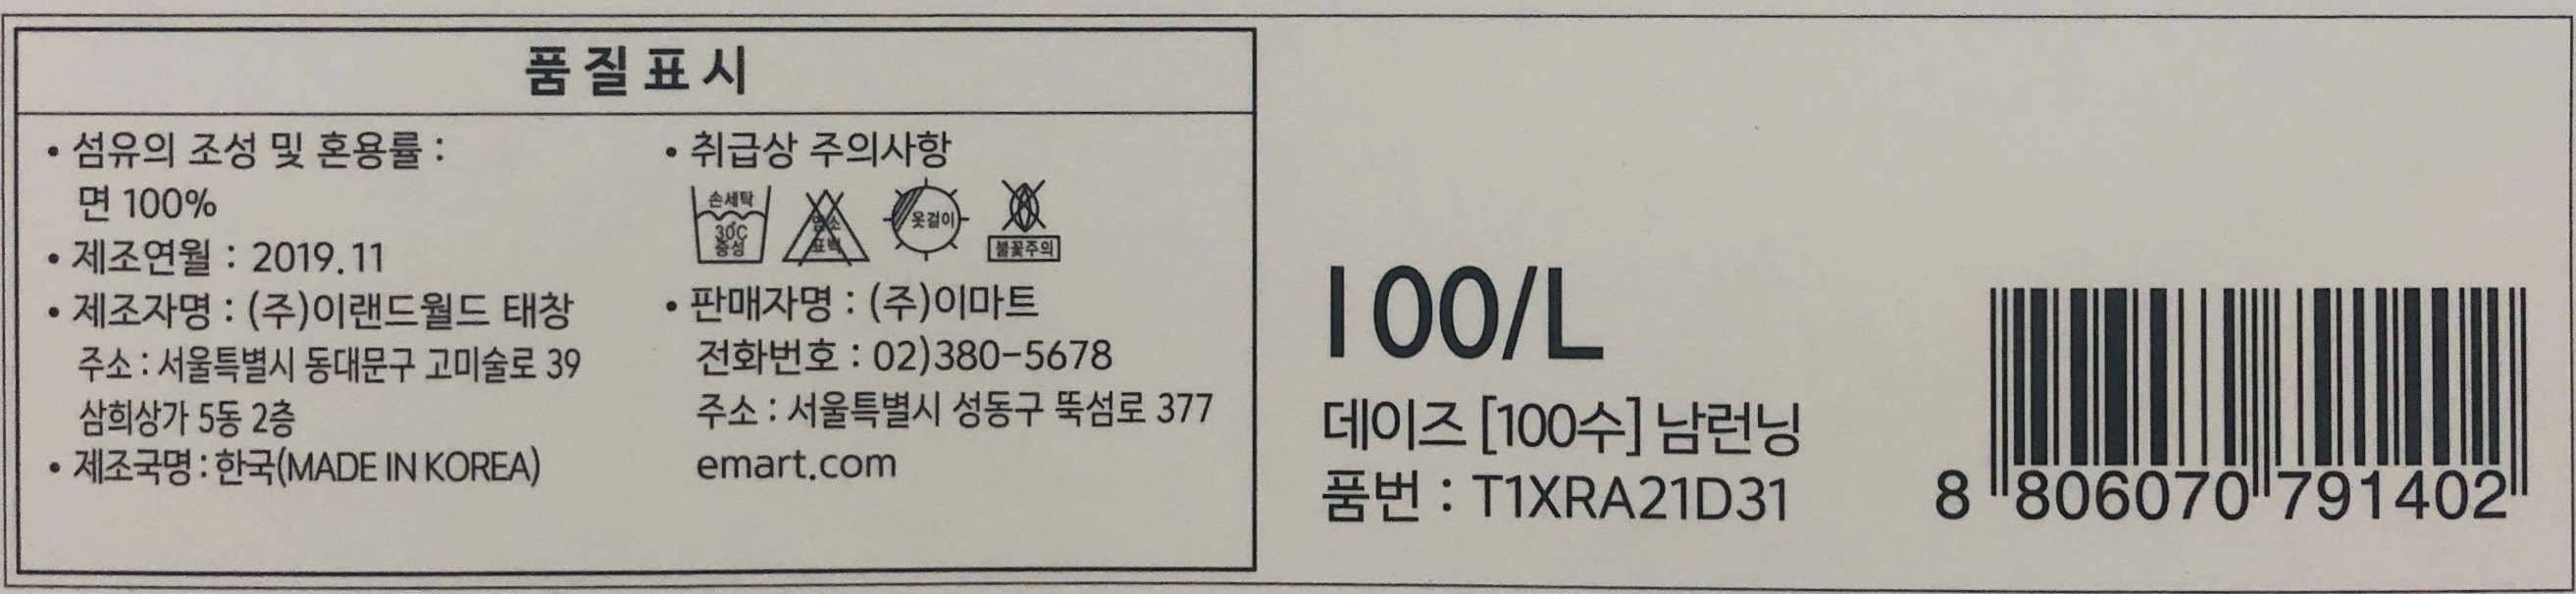 품질표시
• 섬유의 조성 및 혼용률 :
면 100%
• 제조연월 : 2019.11
• 제조자명 : (주)이랜드월드 태창
주소 : 서울특별시 동대문구 고미술로 39
삼희상가 5동 2층
• 제조국명 : 한국(MADE IN KOREA)
• 취급상 주의사항
손세탁
30℃
중성
염소
표백
옷걸이
불꽃주의
• 판매자명 : (주)이마트
전화번호 : 02)380-5678
주소 : 서울특별시 성동구 뚝섬로 377
emart.com
100/L
데이즈 [100수] 남런닝
품번 : T1XRA21D31
8 806070 791402